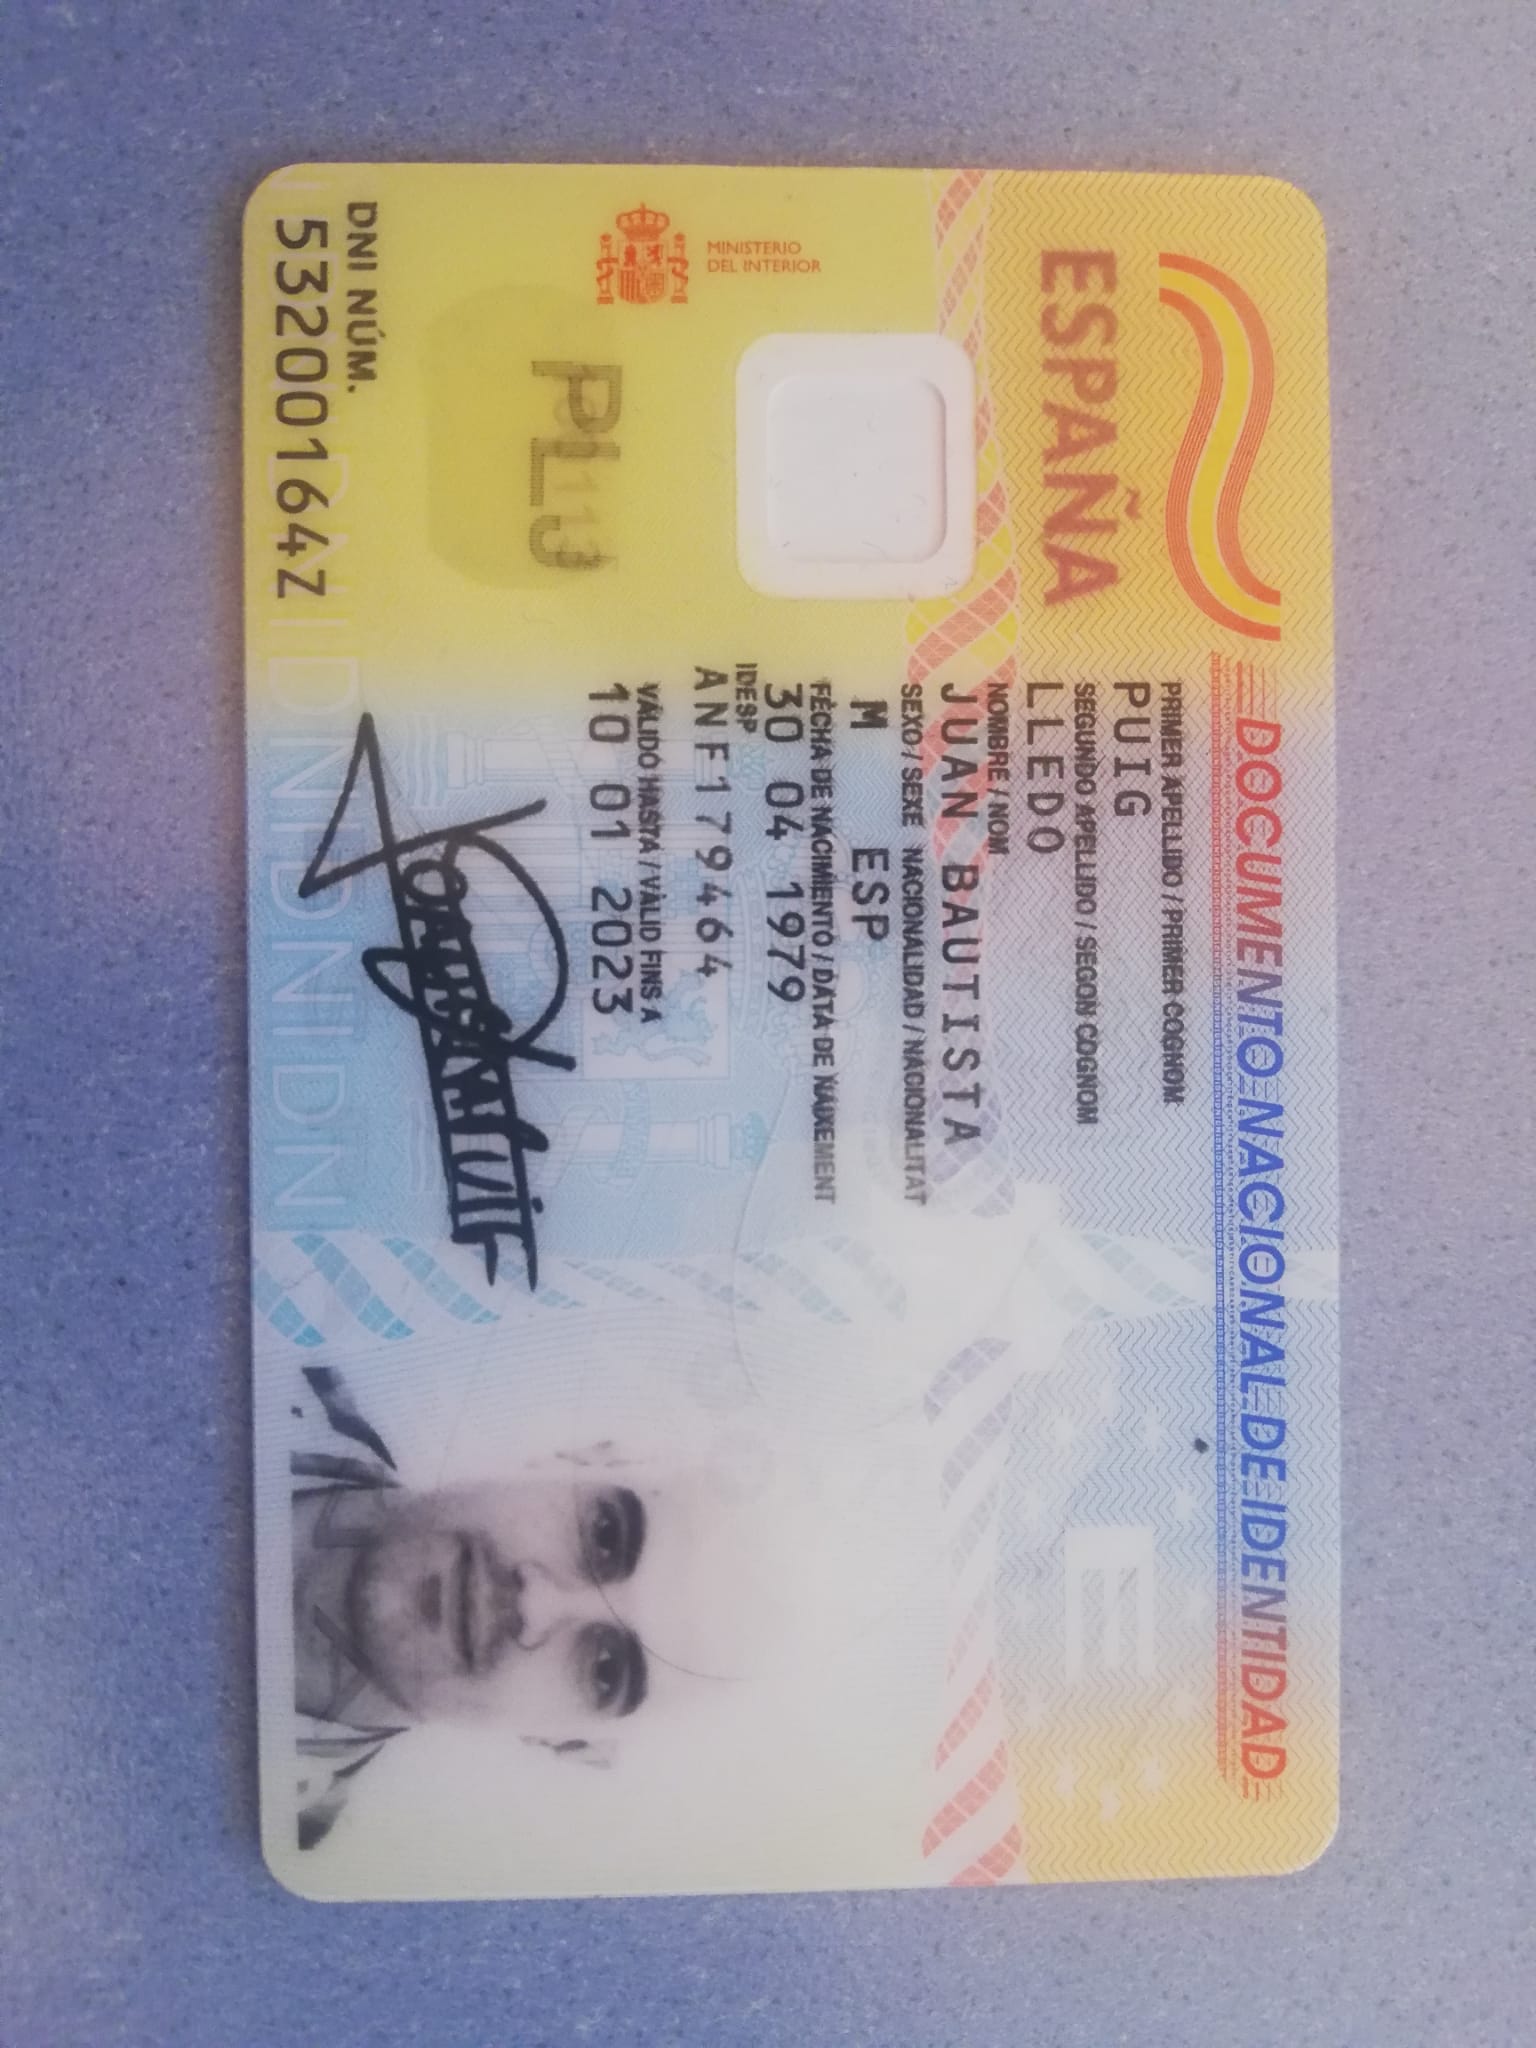 DOCUMENTO NACIONAL DE IDENTIDAD
ESPAÑA
PRIMER APELLIDO / PRIMER COGNOM
PUIG
SEGUNDO APELLIDO / SEGON COGNOM
LLEDO
NOMBRE / NOM
JUAN BAUTISTA
SEXO / SEXE NACIONALIDAD / NACIONALITAT
M ESP
FECHA DE NACIMIENTO / DATA DE NAIXEMENT
30 04 1979
IDESP
ANF179464
VÁLIDO HASTA / VÀLID FINS A
10 01 2023
MINISTERIO
DEL INTERIOR
DNI NÚM.
53200164Z